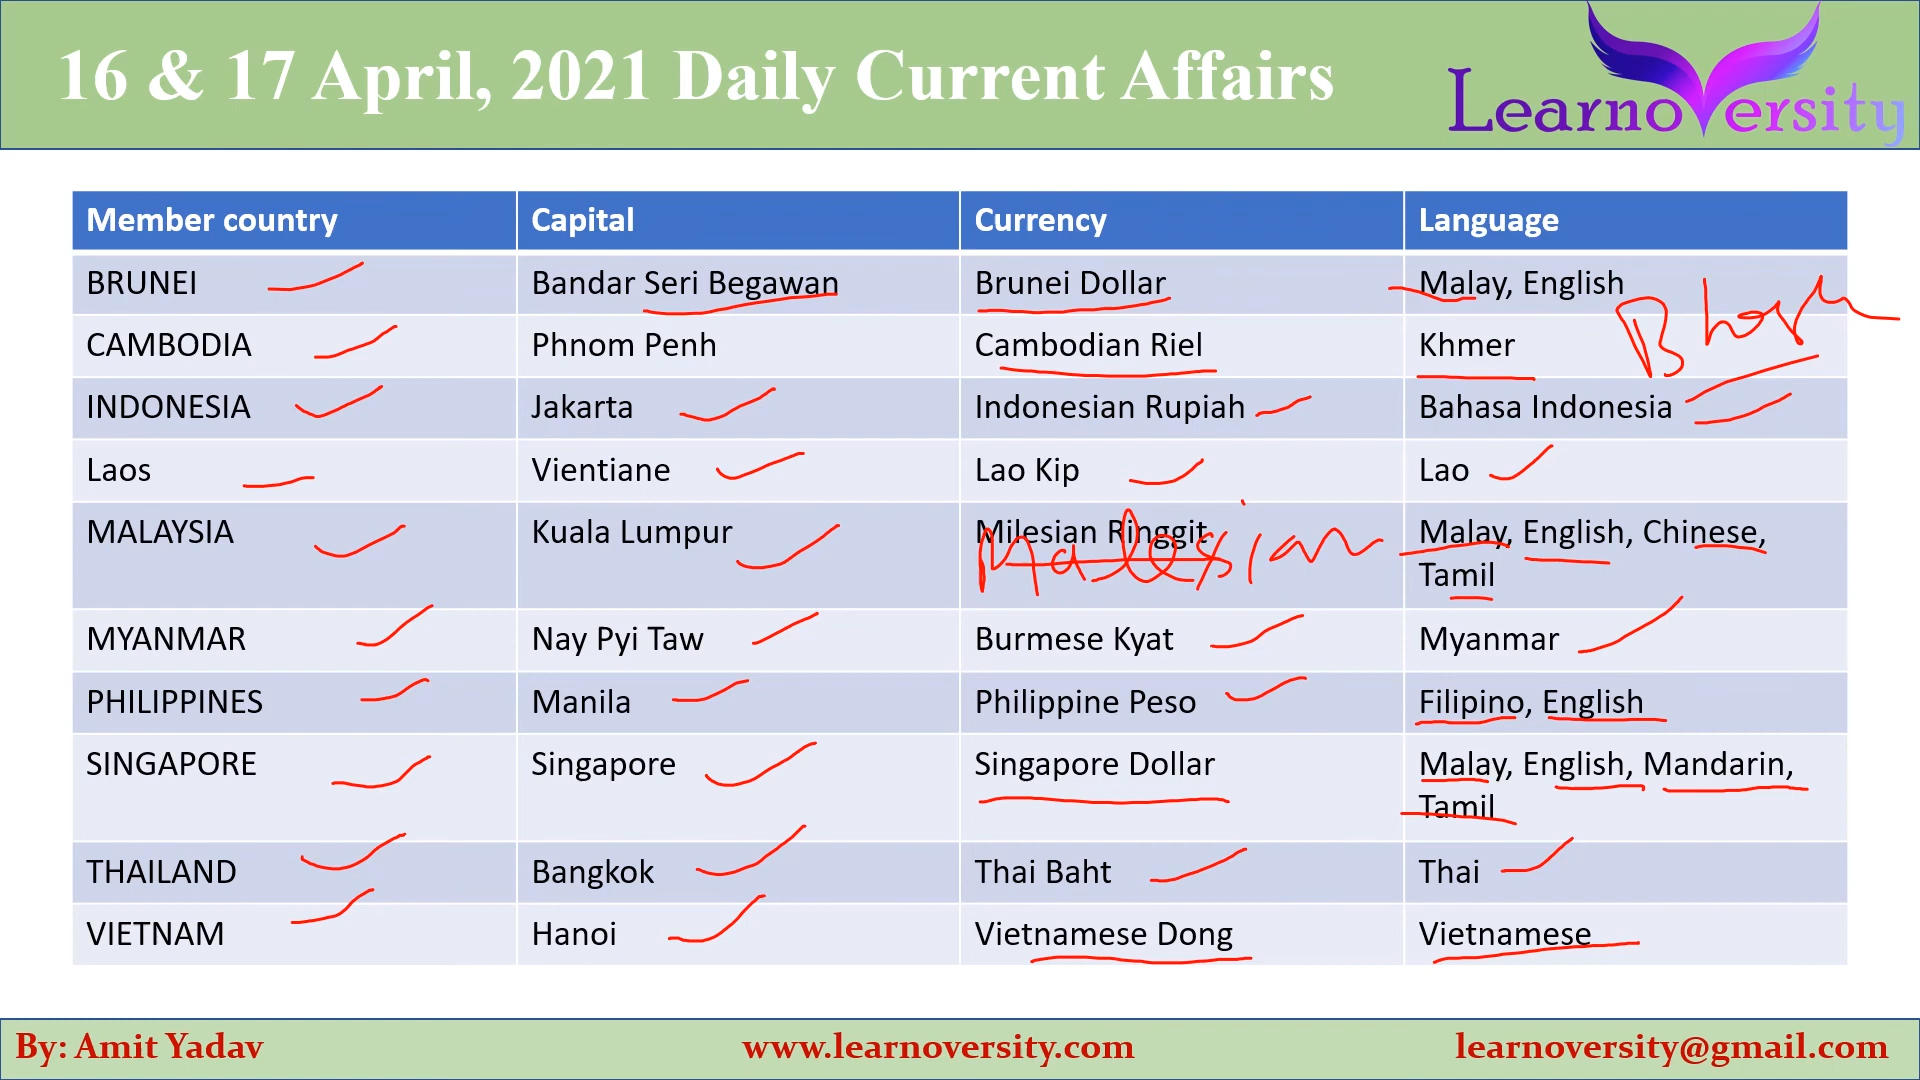 16 & 17 April, 2021 Daily Current Affairs
LearnoVersity
Member country Capital Currency Language
BRUNEI Bandar Seri Begawan Brunei Dollar Malay, English
CAMBODIA Phnom Penh Cambodian Riel Khmer
INDONESIA Jakarta Indonesian Rupiah Bahasa Indonesia
Laos Vientiane Lao Kip Lao
MALAYSIA Kuala Lumpur Milesian Ringgit Malay, English, Chinese,
Tamil
Malesian
MYANMAR Nay Pyi Taw Burmese Kyat Myanmar
PHILIPPINES Manila Philippine Peso Filipino, English
SINGAPORE Singapore Singapore Dollar Malay, English, Mandarin,
Tamil
THAILAND Bangkok Thai Baht Thai
VIETNAM Hanoi Vietnamese Dong Vietnamese
By: Amit Yadav www.learnoversity.com learnoversity@gmail.com